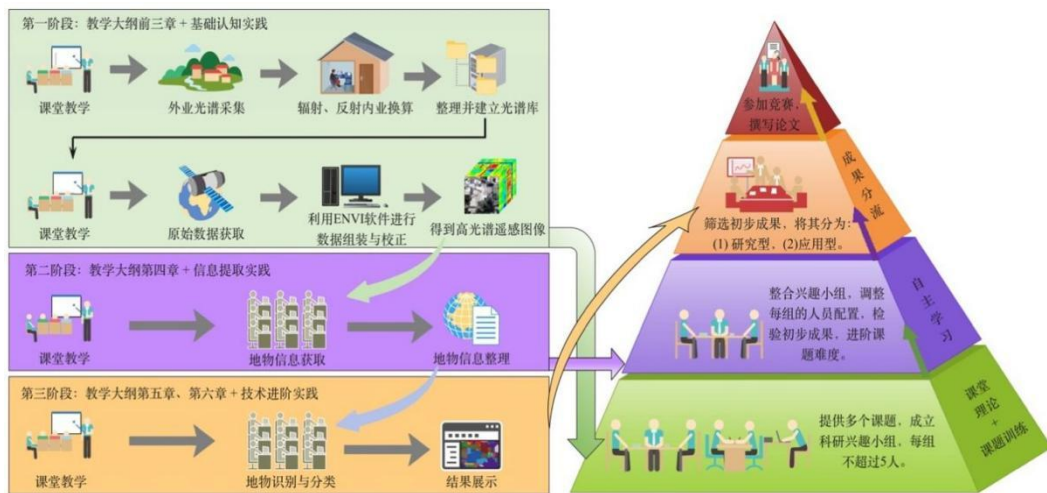 第一阶段：教学大纲前三章 + 基础认知实践
课堂教学
外业光谱采集
辐射、反射内业换算
整理并建立光谱库
课堂教学
原始数据获取
利用ENVI软件进行
数据组装与校正
得到高光谱遥感图像
第二阶段：教学大纲第四章 + 信息提取实践
课堂教学
地物信息获取
地物信息整理
第三阶段：教学大纲第五章、第六章 + 技术进阶实践
课堂教学
地物识别与分类
结果展示
参加竞赛，
撰写论文
成果分流
筛选初步成果，将其分为：
(1) 研究型，(2)应用型。
自主学习
整合兴趣小组，调整
每组的人员配置，检
验初步成果，进阶课
题难度。
课堂
理论
+
课题训练
提供多个课题，成立
科研兴趣小组，每组
不超过5人。